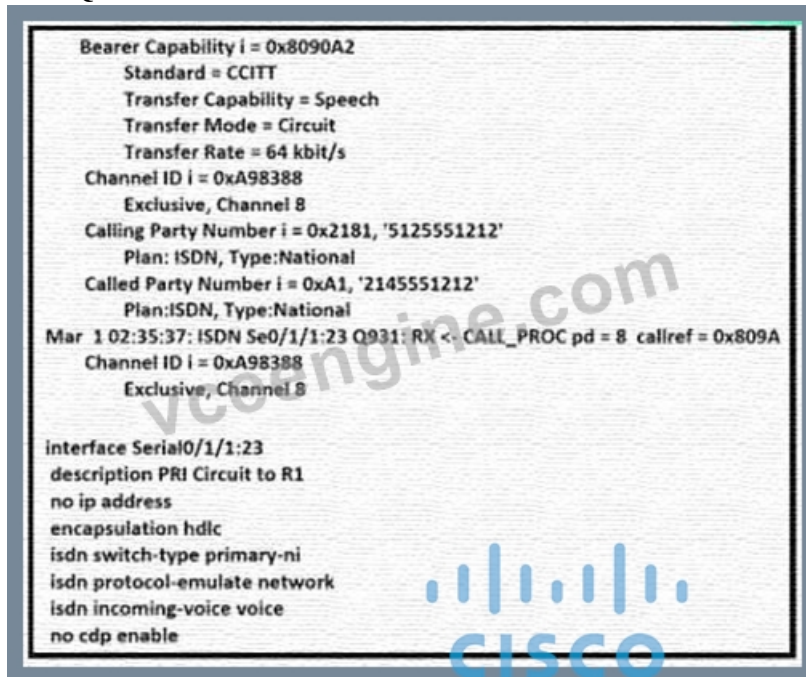 Bearer Capability i = 0x8090A2
Standard = CCITT
Transfer Capability = Speech
Transfer Mode = Circuit
Transfer Rate = 64 kbit/s
Channel ID i = 0xA98388
Exclusive, Channel 8
Calling Party Number i = 0x2181, '5125551212'
Plan: ISDN, Type:National
Called Party Number i = 0xA1, '2145551212'
Plan:ISDN, Type:National
Mar 1 02:35:37: ISDN Se0/1/1:23 Q931: RX <- CALL_PROC pd = 8 callref = 0x809A
Channel ID i = 0xA98388
Exclusive, Channel 8
vceengine.com
interface Serial0/1/1:23
description PRI Circuit to R1
no ip address
encapsulation hdlc
isdn switch-type primary-ni
isdn protocol-emulate network
isdn incoming-voice voice
no cdp enable
CISCO